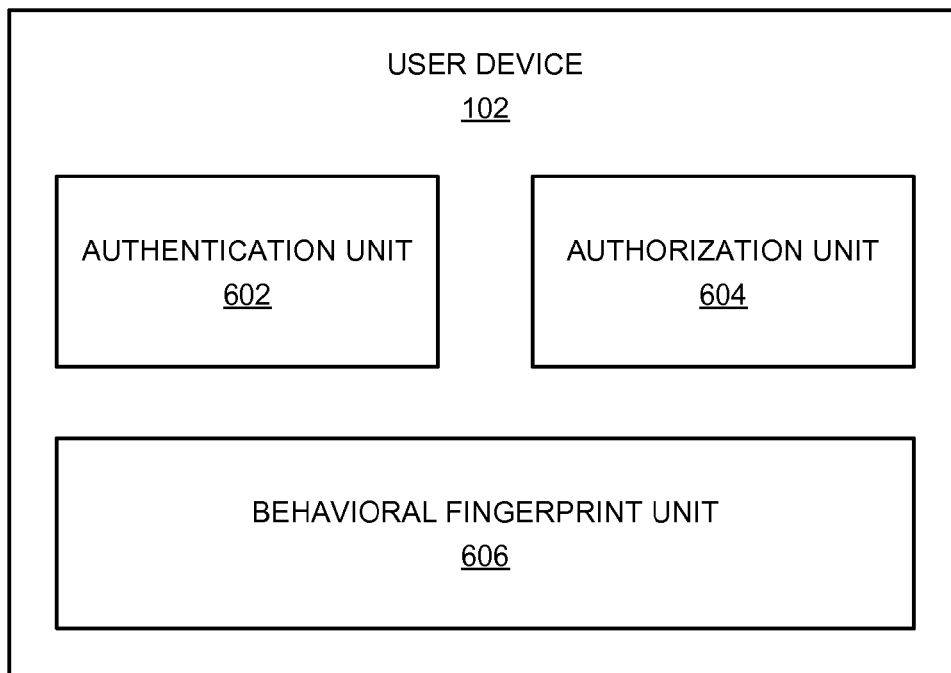 USER DEVICE
102
AUTHENTICATION UNIT
602
AUTHORIZATION UNIT
604
BEHAVIORAL FINGERPRINT UNIT
606